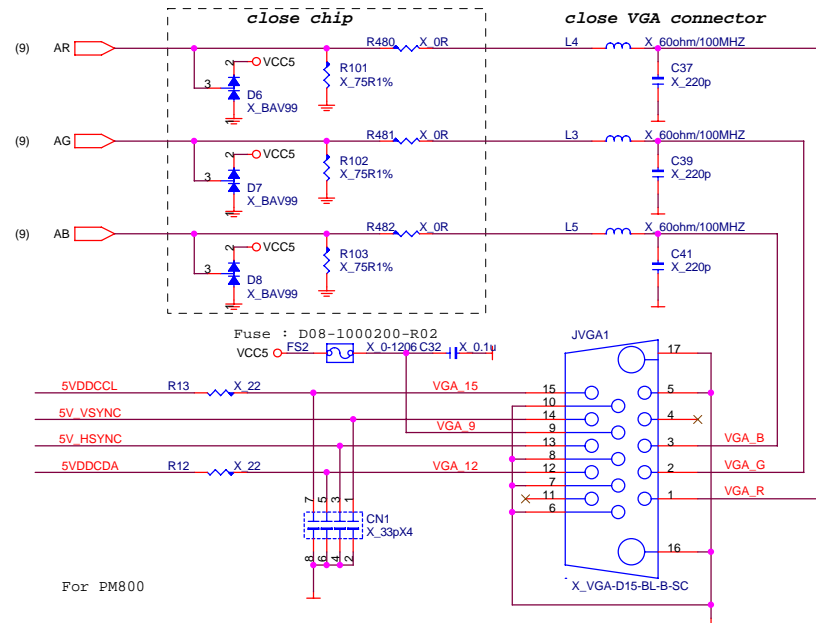 close chip
close VGA connector
(9) AR
R480 X_0R
L4 X_60ohm/100MHZ
2
VCC5
R101
X_75R1%
C37
X_220p
3
D6
X_BAV99
1
(9) AG
R481 X_0R
L3 X_60ohm/100MHZ
2
VCC5
R102
X_75R1%
C39
X_220p
3
D7
X_BAV99
1
(9) AB
R482 X_0R
L5 X_60ohm/100MHZ
2
VCC5
R103
X_75R1%
C41
X_220p
3
D8
X_BAV99
1
Fuse : D08-1000200-R02
JVGA1
VCC5 FS2 X_0-1206 C32 X_0.1u
17
5VDDCCL R13 X_22 VGA_15 15 5
10
5V_VSYNC 14 4
VGA_9 9
5V_HSYNC 13 3 VGA_B
8
5VDDCDA R12 X_22 VGA_12 12 2 VGA_G
7
11 1 VGA_R
6
7 5 3 1
CN1
X_33pX4
8 6 4 2
16
For PM800
X_VGA-D15-BL-B-SC